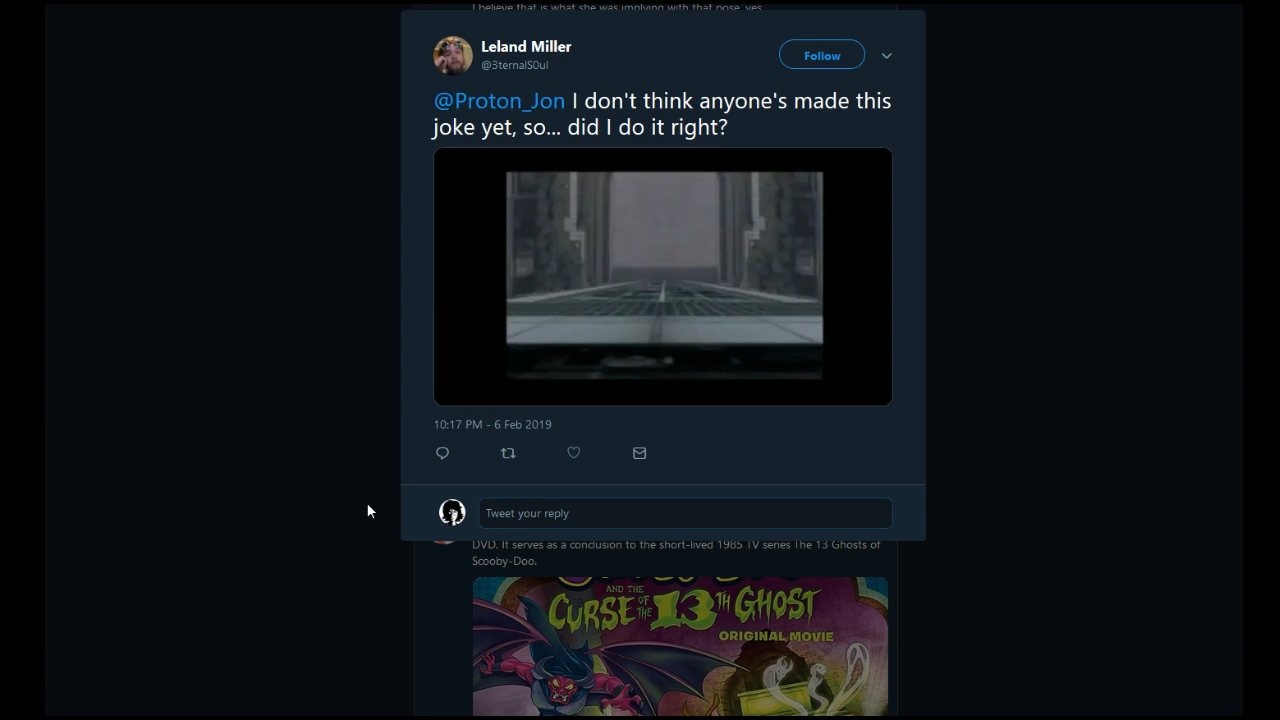 I believe that is what she was implying with that pose, yes.
Leland Miller
@3ternalS0ul
Follow
@Proton_Jon I don't think anyone's made this
joke yet, so... did I do it right?
10:17 PM - 6 Feb 2019
Tweet your reply
DVD. It serves as a conclusion to the short-lived 1985 TV series The 13 Ghosts of
Scooby-Doo.
AND THE
CURSE OF THE 13TH GHOST
ORIGINAL MOVIE